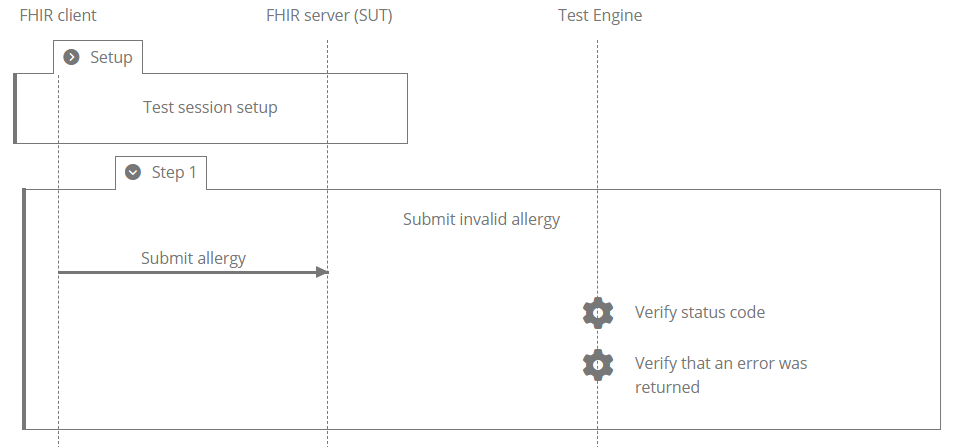 FHIR client
FHIR server (SUT)
Test Engine
Setup
Test session setup
Step 1
Submit invalid allergy
Submit allergy
Verify status code
Verify that an error was
returned